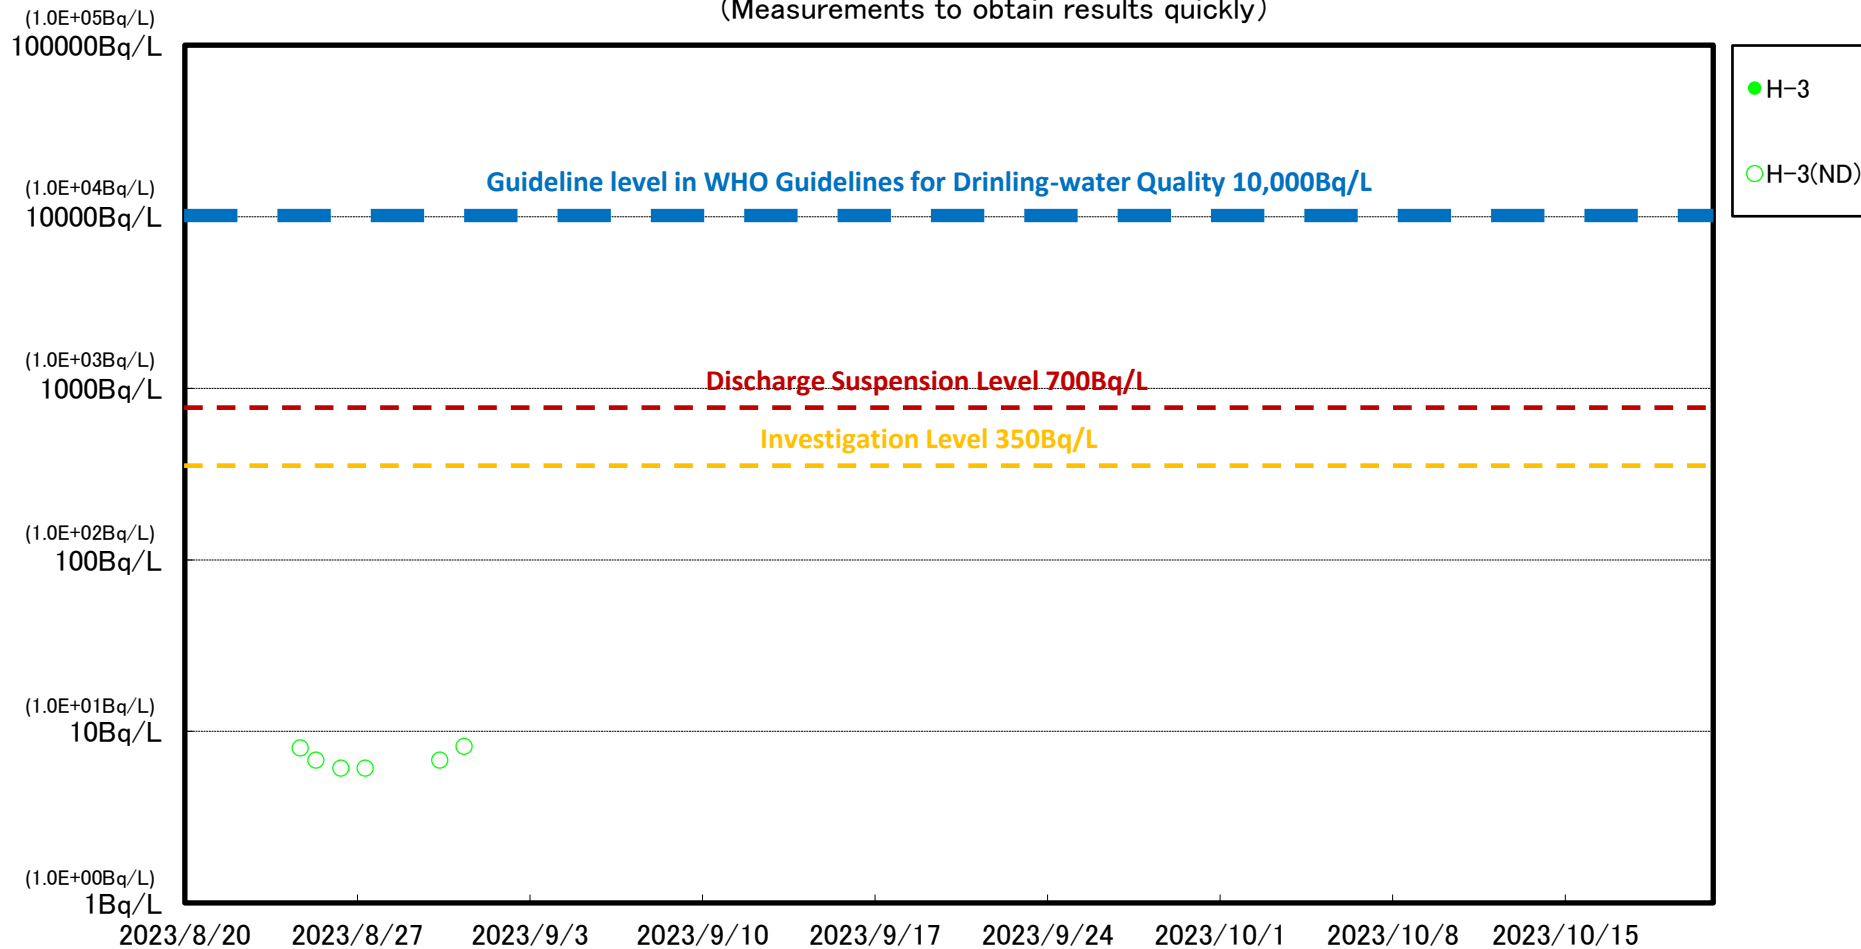 (Measurements to obtain results quickly)
(1.0E+05Bq/L)
100000Bq/L
H-3
H-3(ND)
(1.0E+04Bq/L)
10000Bq/L
Guideline level in WHO Guidelines for Drinling-water Quality 10,000Bq/L
(1.0E+03Bq/L)
1000Bq/L
Discharge Suspension Level 700Bq/L
Investigation Level 350Bq/L
(1.0E+02Bq/L)
100Bq/L
(1.0E+01Bq/L)
10Bq/L
(1.0E+00Bq/L)
1Bq/L
2023/8/20 2023/8/27 2023/9/3 2023/9/10 2023/9/17 2023/9/24 2023/10/1 2023/10/8 2023/10/15